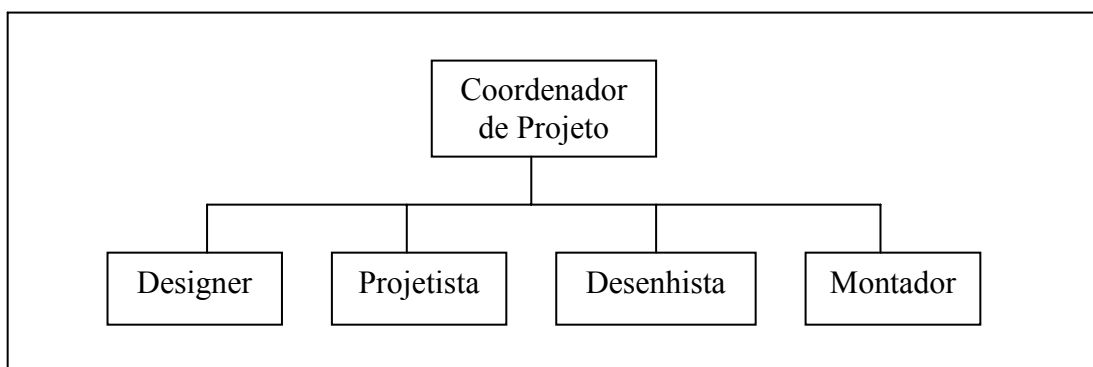 Coordenador
de Projeto
Designer
Projetista
Desenhista
Montador